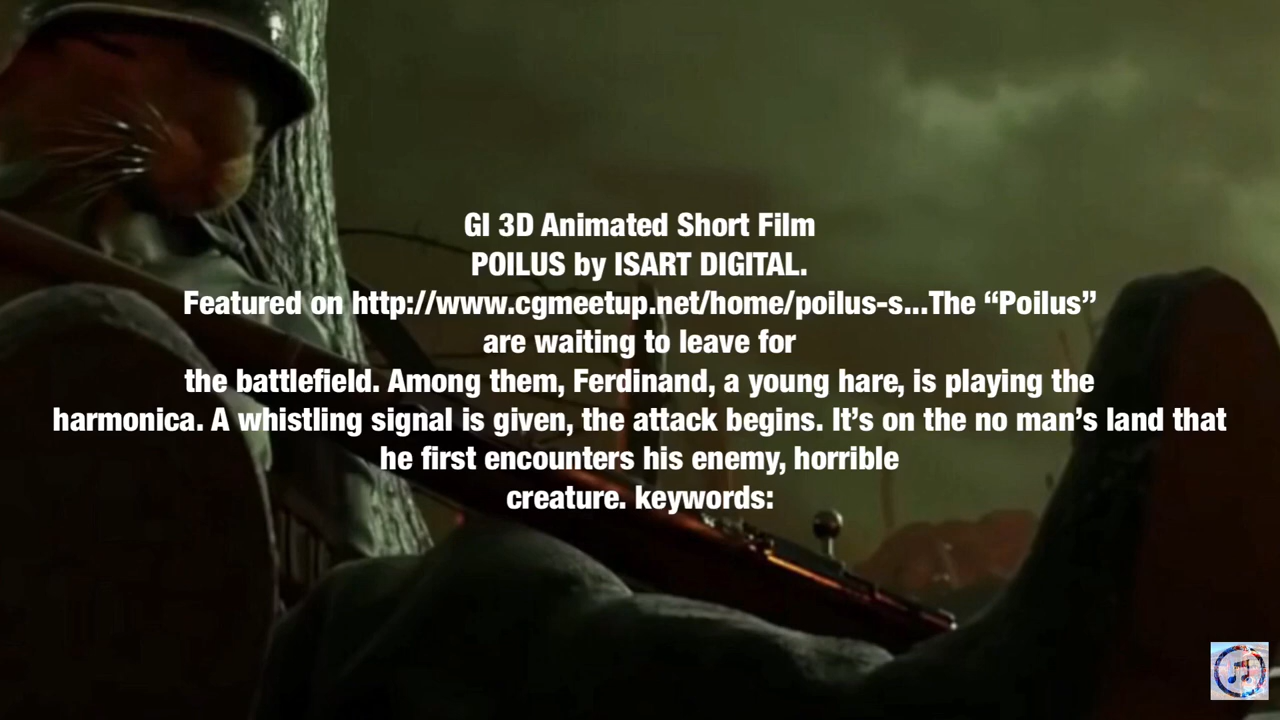 GI 3D Animated Short Film
POILUS by ISART DIGITAL.
Featured on http://www.cgmeetup.net/home/poilus-s...The “Poilus”
are waiting to leave for
the battlefield. Among them, Ferdinand, a young hare, is playing the
harmonica. A whistling signal is given, the attack begins. It’s on the no man’s land that
he first encounters his enemy, horrible
creature. keywords: